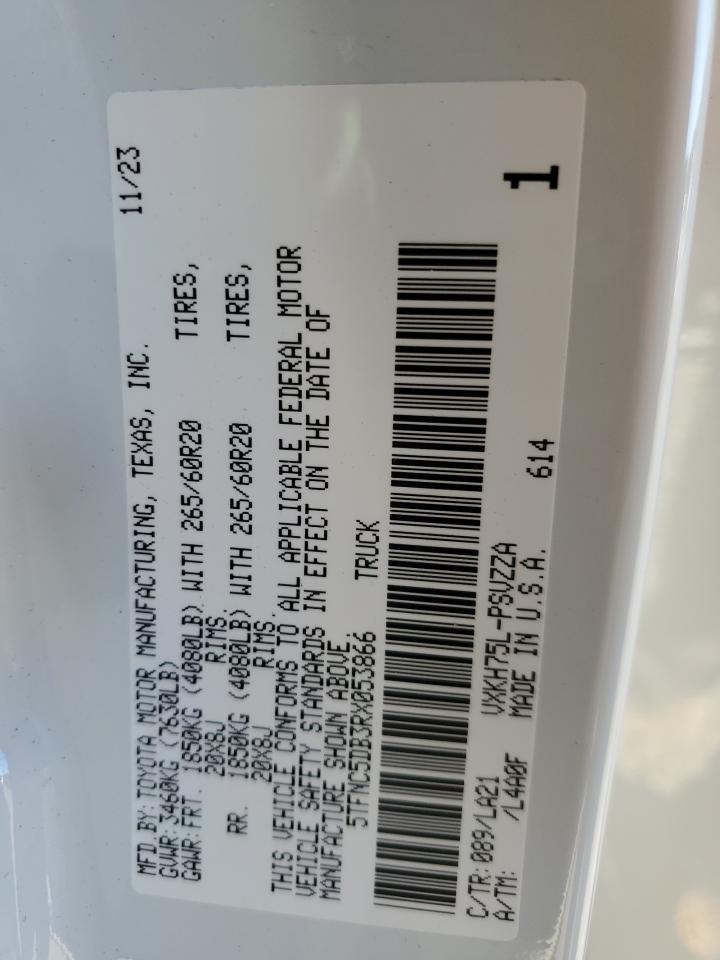 MFD.BY: TOYOTA MOTOR MANUFACTURING, TEXAS, INC. 11/23
GVWR: 3460KG (7630LB)
GAWR: FRT. 1850KG (4080LB) WITH 265/60R20 TIRES,
20X8J RIMS.
RR. 1850KG (4080LB) WITH 265/60R20 TIRES,
20X8J RIMS.
THIS VEHICLE CONFORMS TO ALL APPLICABLE FEDERAL MOTOR
VEHICLE SAFETY STANDARDS IN EFFECT ON THE DATE OF
MANUFACTURE SHOWN ABOVE.
5TFNC5DB3RX053866 TRUCK
C/TR: 089/LA21 VXKH75L-PSVZZA
A/TM: /L4A0F MADE IN U.S.A. 614
1